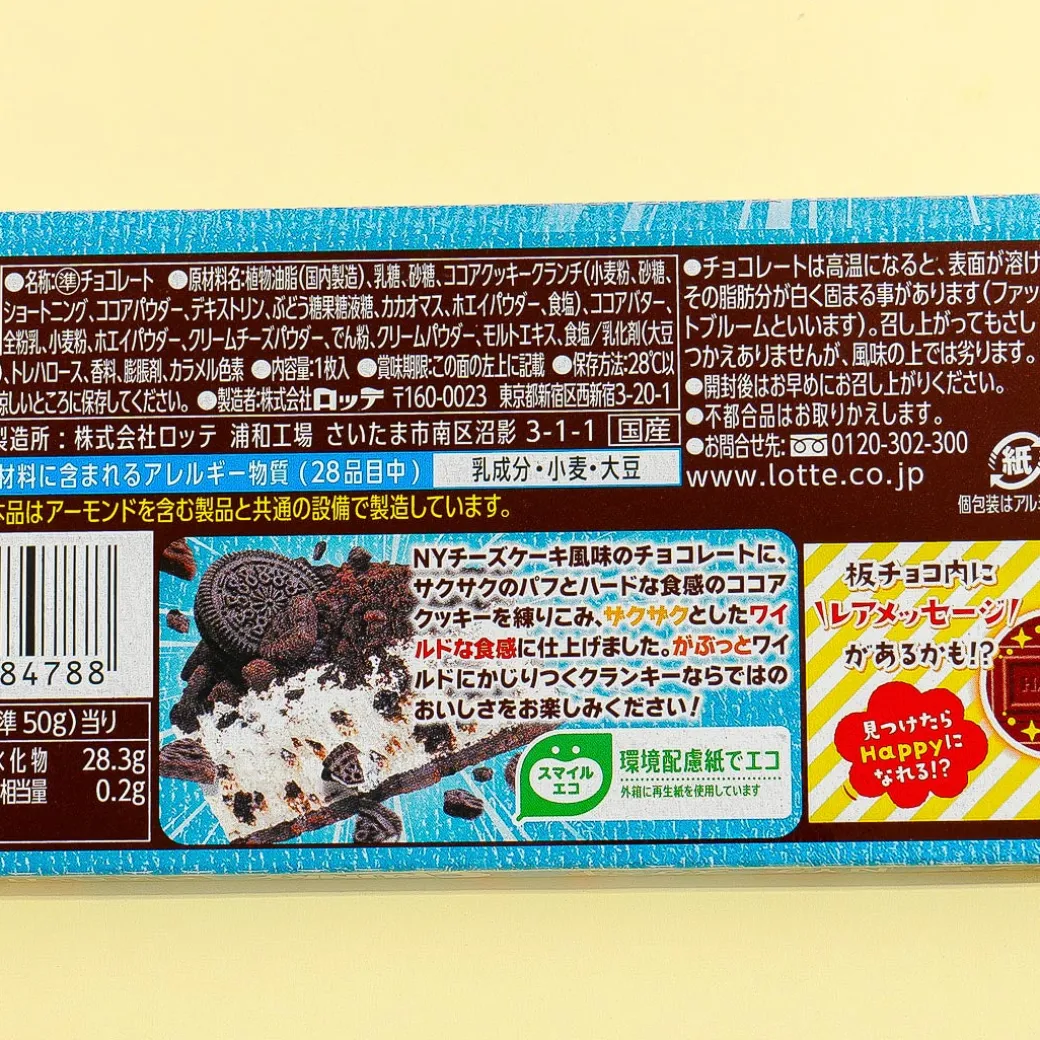 ●名称:準チョコレート ●原材料名:植物油脂(国内製造)、乳糖、砂糖、ココアクッキークランチ(小麦粉、砂糖、
ショートニング、ココアパウダー、デキストリン、ぶどう糖果糖液糖、カカオマス、ホエイパウダー、食塩)、ココアバター、
全粉乳、小麦粉、ホエイパウダー、クリームチーズパウダー、でん粉、クリームパウダー、モルトエキス、食塩/乳化剤(大豆
)、トレハロース、香料、膨脹剤、カラメル色素 ●内容量:1枚入 ●賞味期限:この面の左上に記載 ●保存方法:28℃以
涼しいところに保存してください。 ●製造者:株式会社ロッテ 〒160-0023 東京都新宿区西新宿3-20-1
製造所:株式会社ロッテ 浦和工場 さいたま市南区沼影 3-1-1 国産
材料に含まれるアレルギー物質(28品目中) 乳成分・小麦・大豆
本品はアーモンドを含む製品と共通の設備で製造しています。
●チョコレートは高温になると、表面が溶け
その脂肪分が白く固まる事があります(ファッ
トブルームといいます)。召し上がってもさし
つかえありませんが、風味の上では劣ります。
●開封後はお早めにお召し上がりください。
●不都合品はお取りかえします。
●お問合せ先:0120-302-300
www.lotte.co.jp
紙
個包装はアル
84788
準50g)当り
水化物 28.3g
相当量 0.2g
NYチーズケーキ風味のチョコレートに、
サクサクのパフとハードな食感のココア
クッキーを練りこみ、ザクザクとしたワイ
ルドな食感に仕上げました。がぶっとワイ
ルドにかじりつくクランキーならではの
おいしさをお楽しみください!
スマイル
エコ
環境配慮紙でエコ
外箱に再生紙を使用しています
板チョコ内に
レアメッセージ
があるかも!?
見つけたら
Happyに
なれる!?
HA